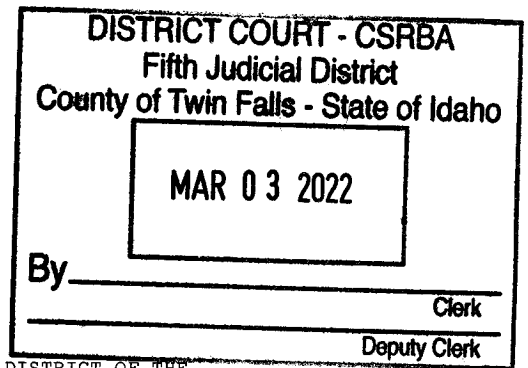 DISTRICT COURT - CSRBA
Fifth Judicial District
County of Twin Falls - State of Idaho
MAR 03 2022
By
Clerk
Deputy Clerk
DISTRICT OF THE